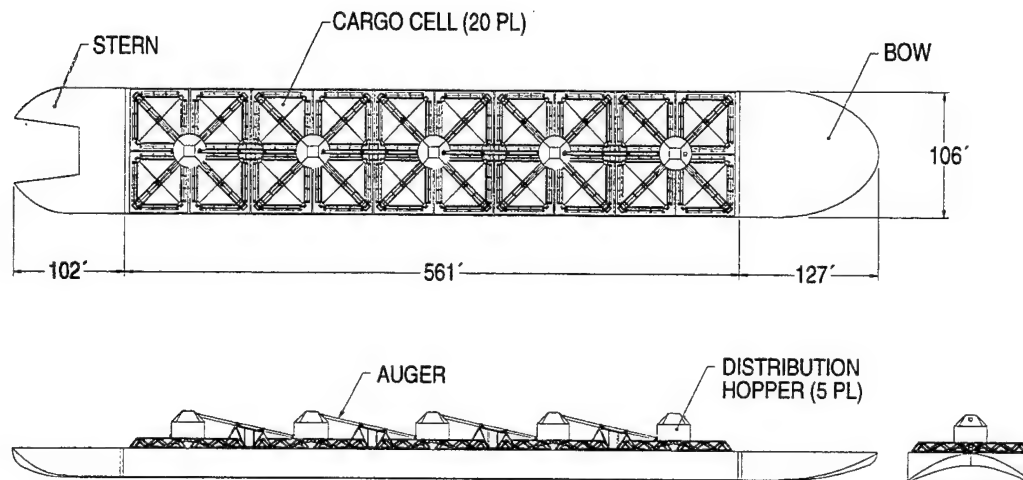 CARGO CELL (20 PL)
STERN
BOW
106´
102´
561´
127´
AUGER
DISTRIBUTION
HOPPER (5 PL)